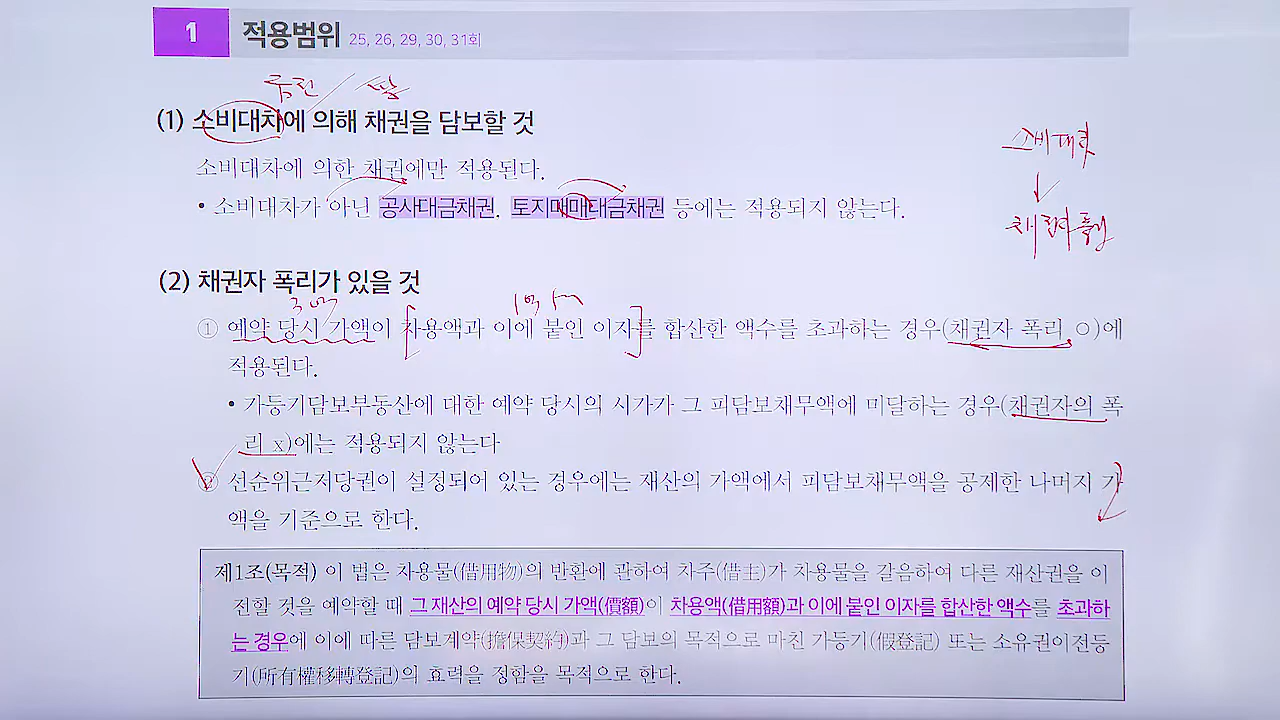 1 적용범위 25, 26, 29, 30, 31회
금전 / 쌀
(1) 소비대차에 의해 채권을 담보할 것
소비대차
소비대차에 의한 채권에만 적용된다.
• 소비대차가 아닌 공사대금채권, 토지매매대금채권 등에는 적용되지 않는다.
채권자폭리
(2) 채권자 폭리가 있을 것
3억 1억
① 예약 당시 가액이 차용액과 이에 붙인 이자를 합산한 액수를 초과하는 경우(채권자 폭리 ○)에
적용된다.
• 가등기담보부동산에 대한 예약 당시의 시가가 그 피담보채무액에 미달하는 경우(채권자의 폭
리 x)에는 적용되지 않는다
② 선순위근저당권이 설정되어 있는 경우에는 재산의 가액에서 피담보채무액을 공제한 나머지 가
액을 기준으로 한다.
제1조(목적) 이 법은 차용물(借用物)의 반환에 관하여 차주(借主)가 차용물을 갈음하여 다른 재산권을 이
전할 것을 예약할 때 그 재산의 예약 당시 가액(價額)이 차용액(借用額)과 이에 붙인 이자를 합산한 액수를 초과하
는 경우에 이에 따른 담보계약(擔保契約)과 그 담보의 목적으로 마친 가등기(假登記) 또는 소유권이전등
기(所有權移轉登記)의 효력을 정함을 목적으로 한다.